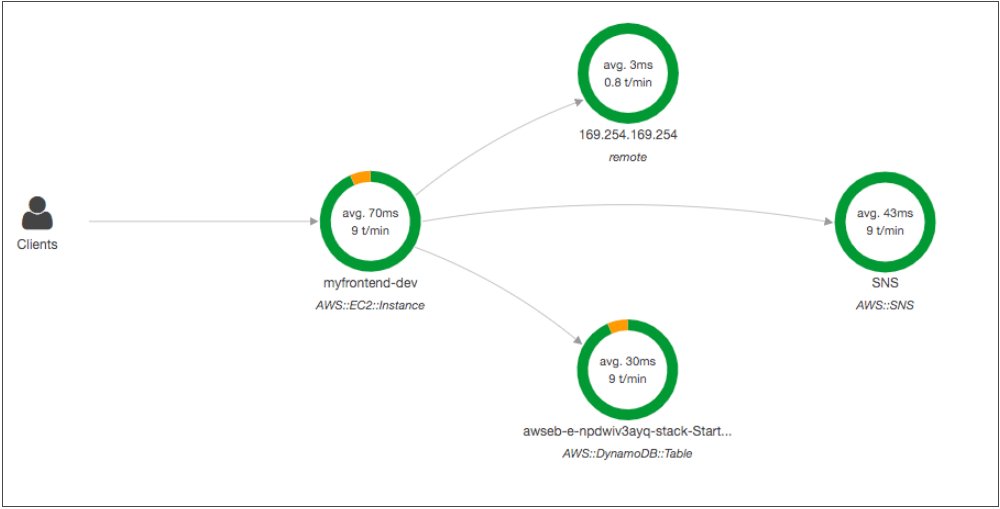 avg. 3ms
0.8 t/min
169.254.169.254
remote
Clients
avg. 70ms
9 t/min
myfrontend-dev
AWS::EC2::Instance
avg. 43ms
9 t/min
SNS
AWS::SNS
avg. 30ms
9 t/min
awseb-e-npdwiv3ayq-stack-Start...
AWS::DynamoDB::Table